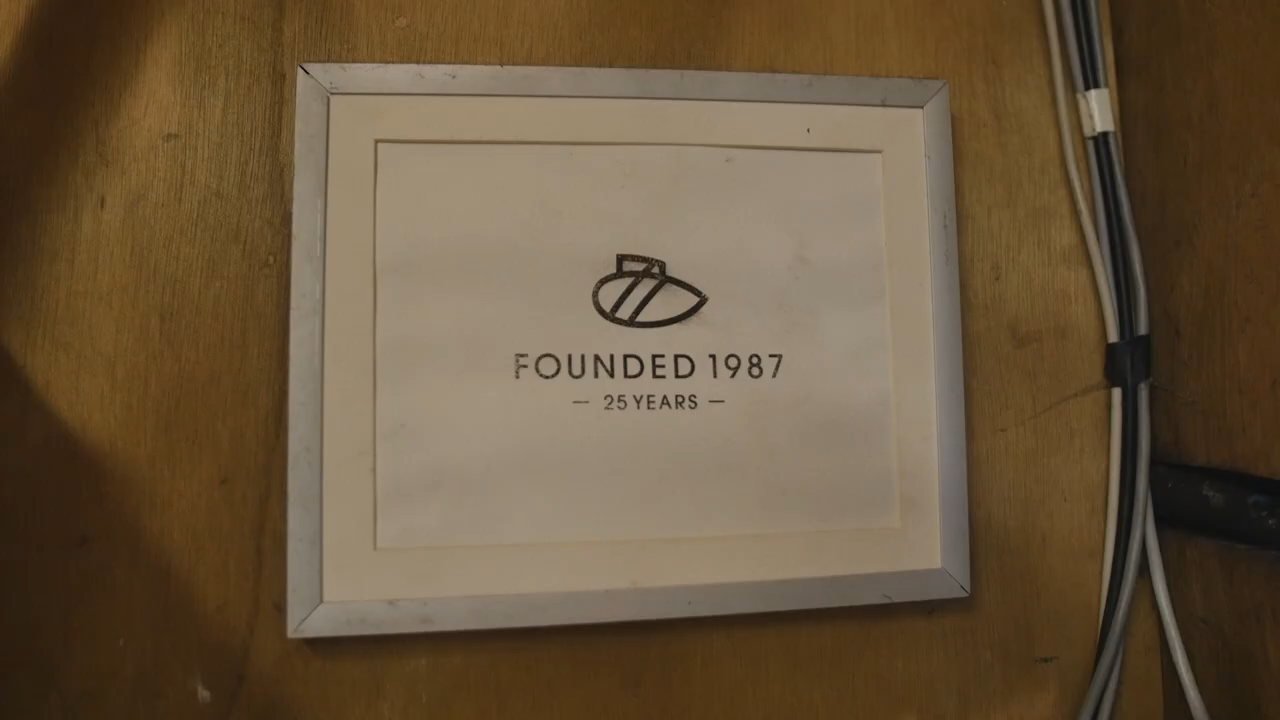 FOUNDED 1987
— 25 YEARS —